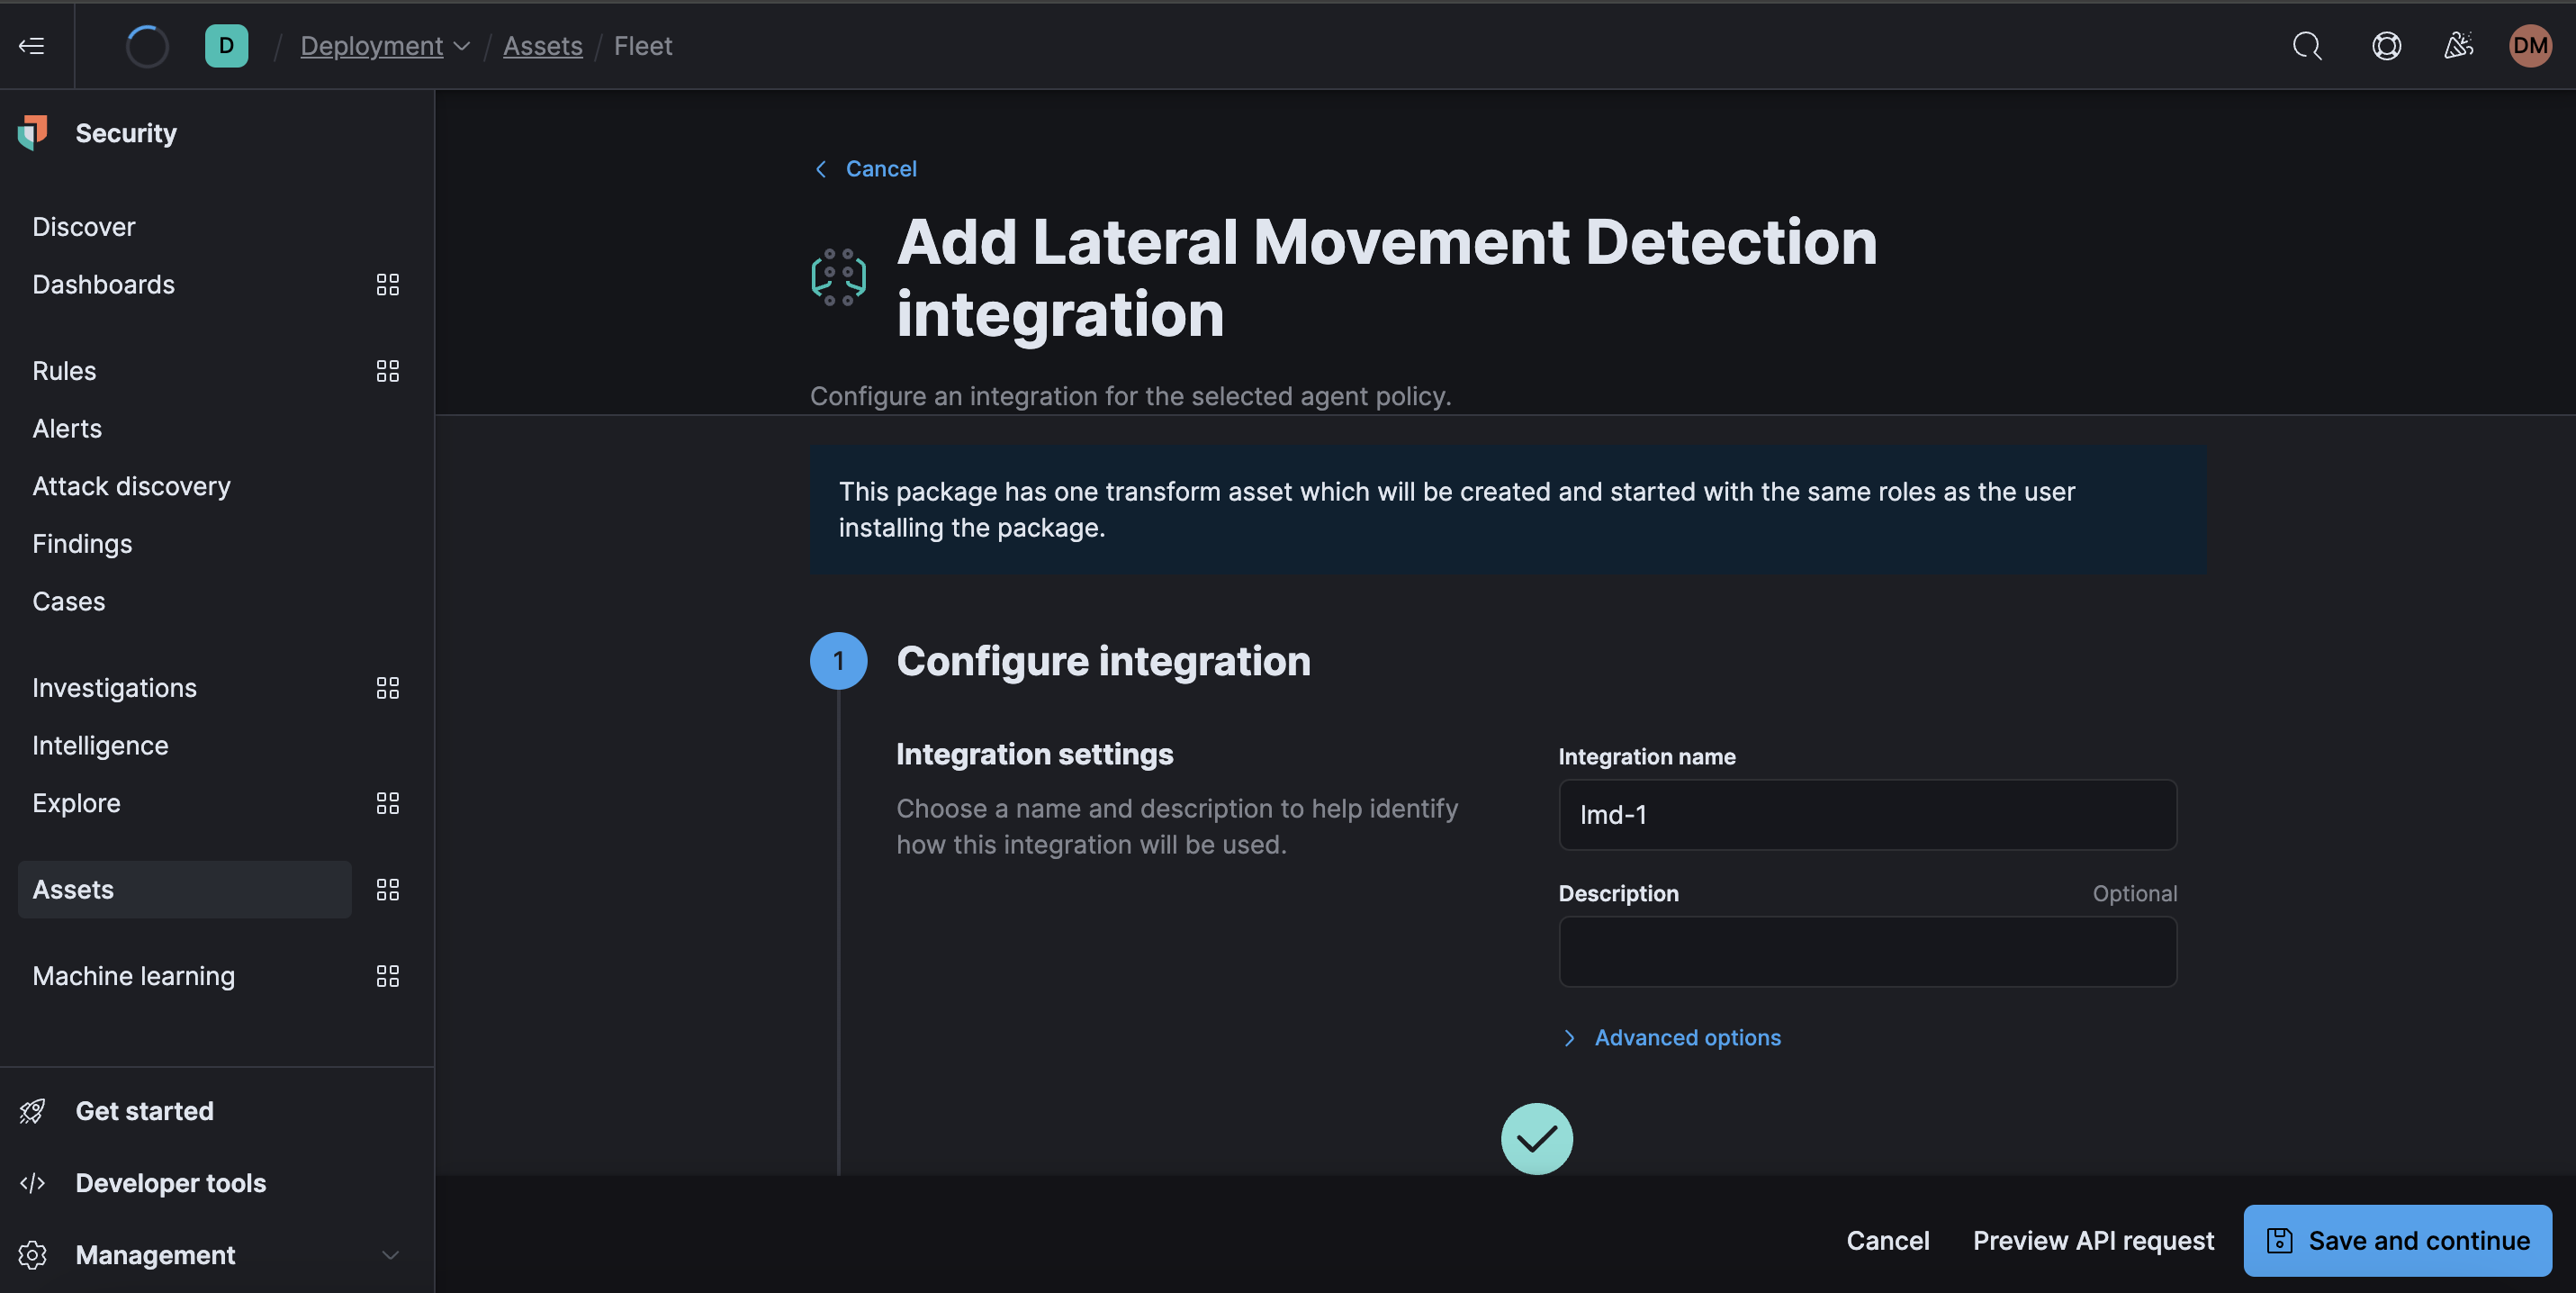 D / Deployment / Assets / Fleet
DM
Security
Discover
Dashboards
Rules
Alerts
Attack discovery
Findings
Cases
Investigations
Intelligence
Explore
Assets
Machine learning
Get started
Developer tools
Management
Cancel
Add Lateral Movement Detection
integration
Configure an integration for the selected agent policy.
This package has one transform asset which will be created and started with the same roles as the user
installing the package.
1 Configure integration
Integration settings
Choose a name and description to help identify
how this integration will be used.
Integration name
lmd-1
Description Optional
Advanced options
Cancel Preview API request Save and continue